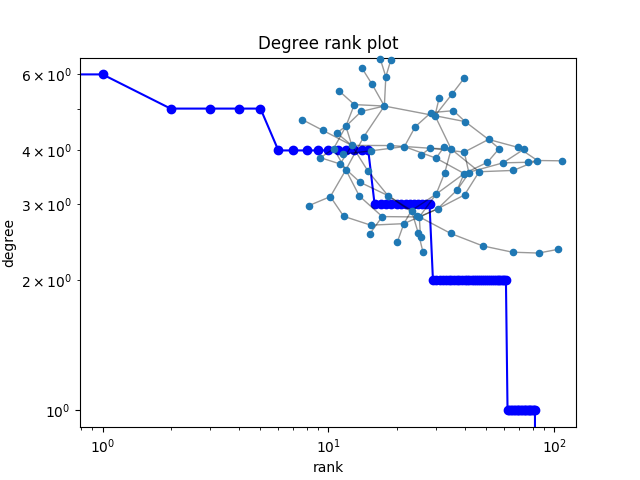 Degree rank plot
6 × 10⁰
4 × 10⁰
3 × 10⁰
2 × 10⁰
10⁰
degree
10⁰
10¹
10²
rank